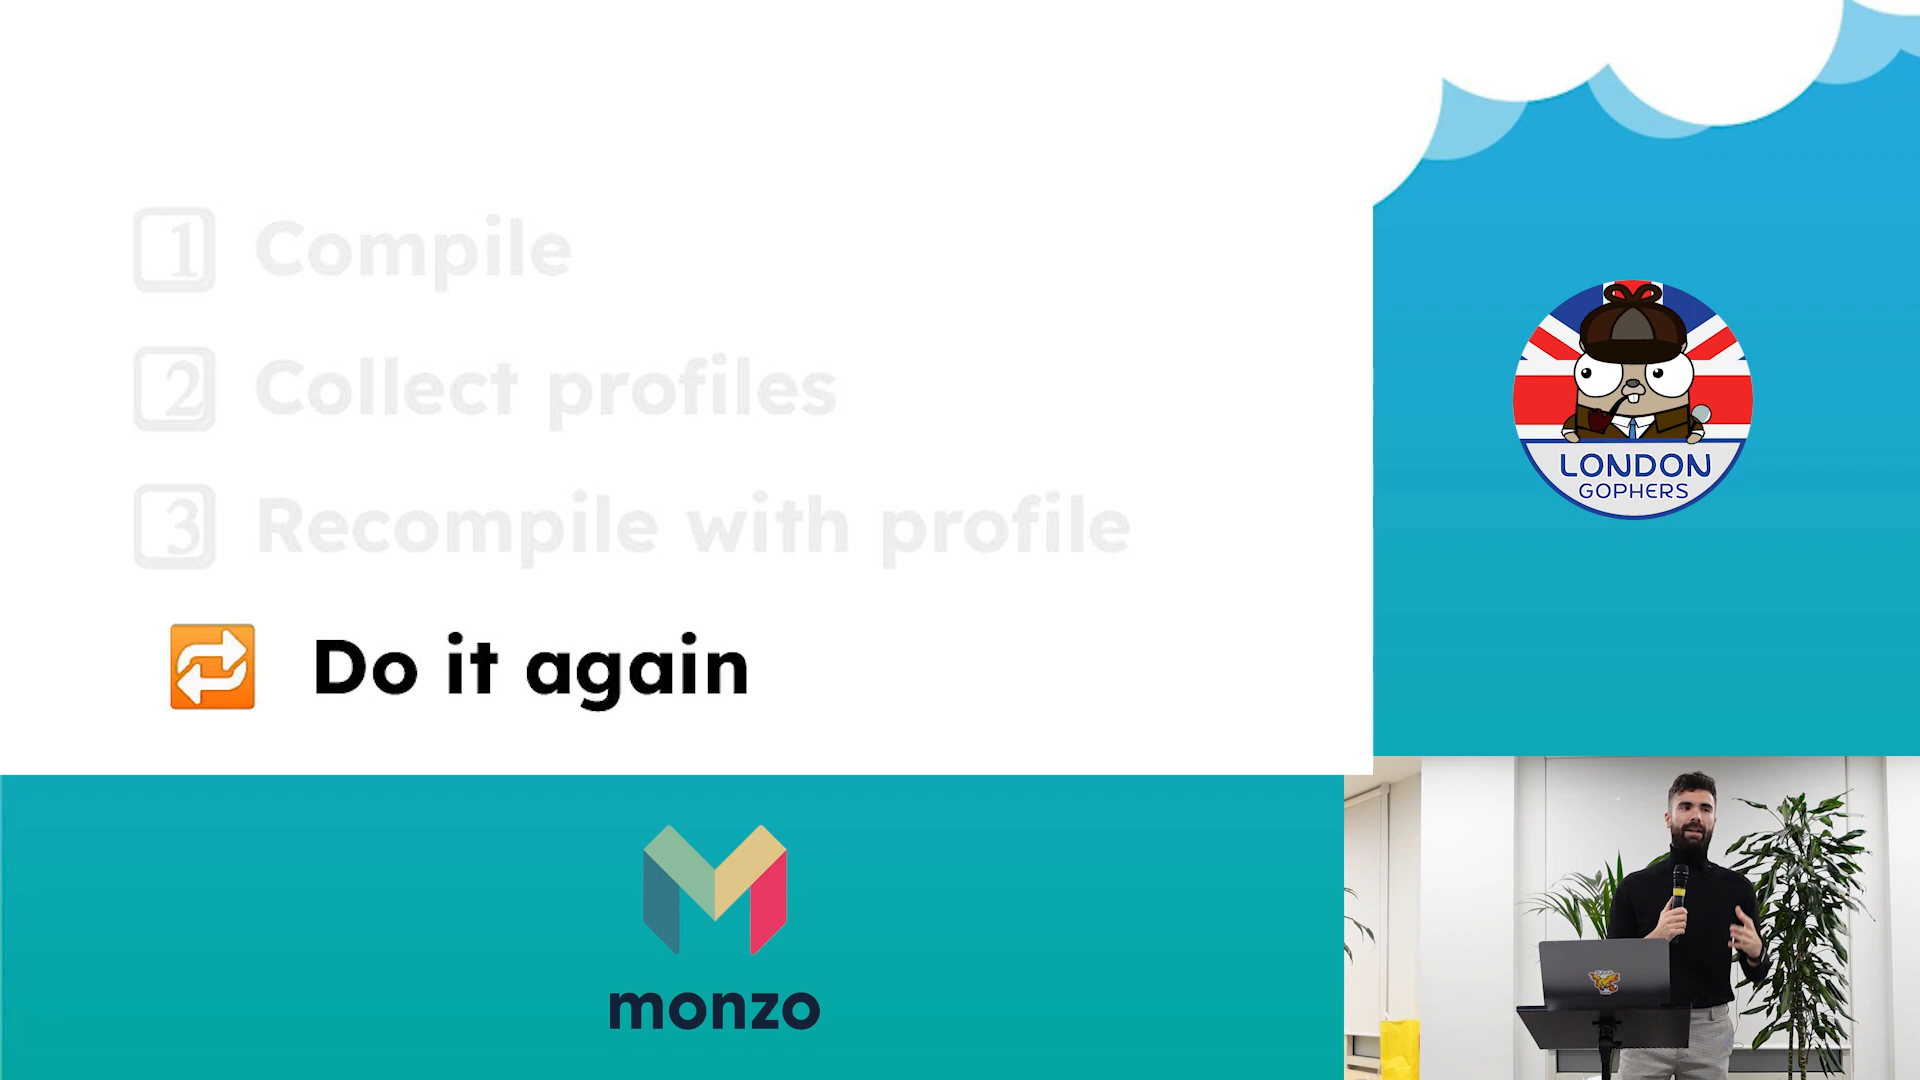 1 Compile
2 Collect profiles
3 Recompile with profile
Do it again
LONDON
GOPHERS
monzo